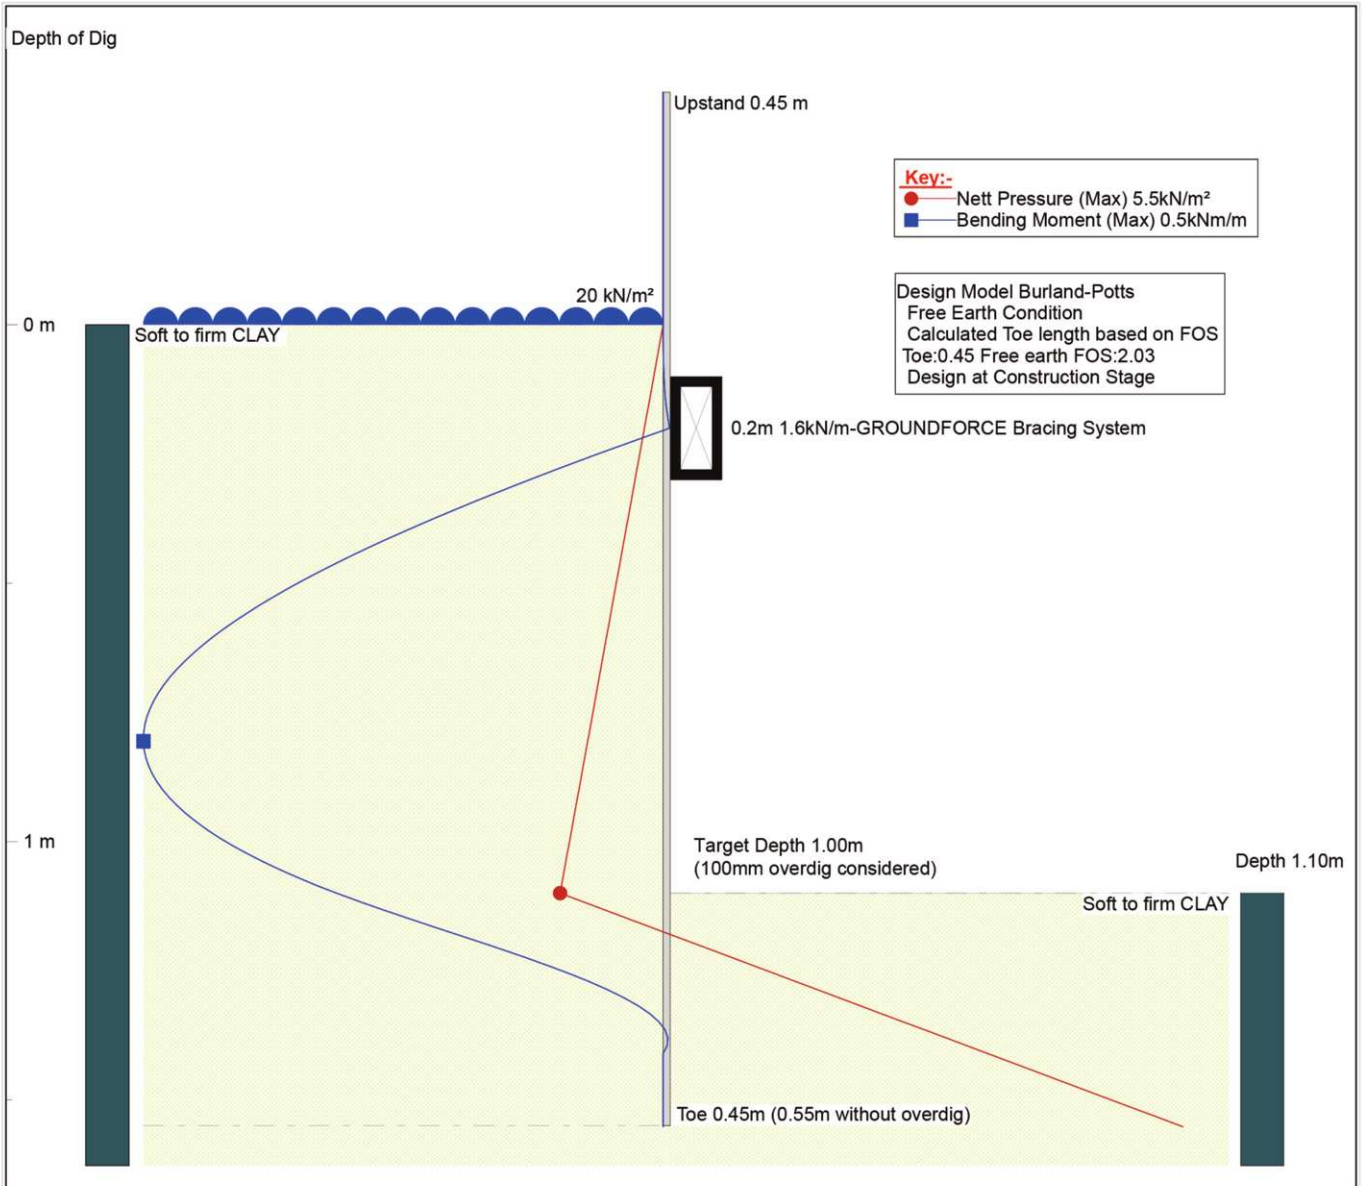 Depth of Dig
Upstand 0.45 m
Key:-
Nett Pressure (Max) 5.5kN/m²
Bending Moment (Max) 0.5kNm/m
Design Model Burland-Potts
Free Earth Condition
Calculated Toe length based on FOS
Toe:0.45 Free earth FOS:2.03
Design at Construction Stage
20 kN/m²
0 m
Soft to firm CLAY
0.2m 1.6kN/m-GROUNDFORCE Bracing System
1 m
Target Depth 1.00m
(100mm overdig considered)
Depth 1.10m
Soft to firm CLAY
Toe 0.45m (0.55m without overdig)